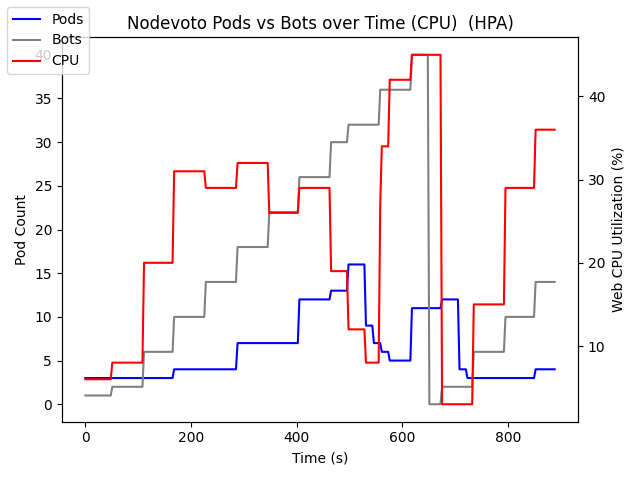 Nodevoto Pods vs Bots over Time (CPU)  (HPA)
Pods
Bots
CPU
40
35
30
25
20
15
10
5
0
Pod Count
40
30
20
10
Web CPU Utilization (%)
0
200
400
600
800
Time (s)